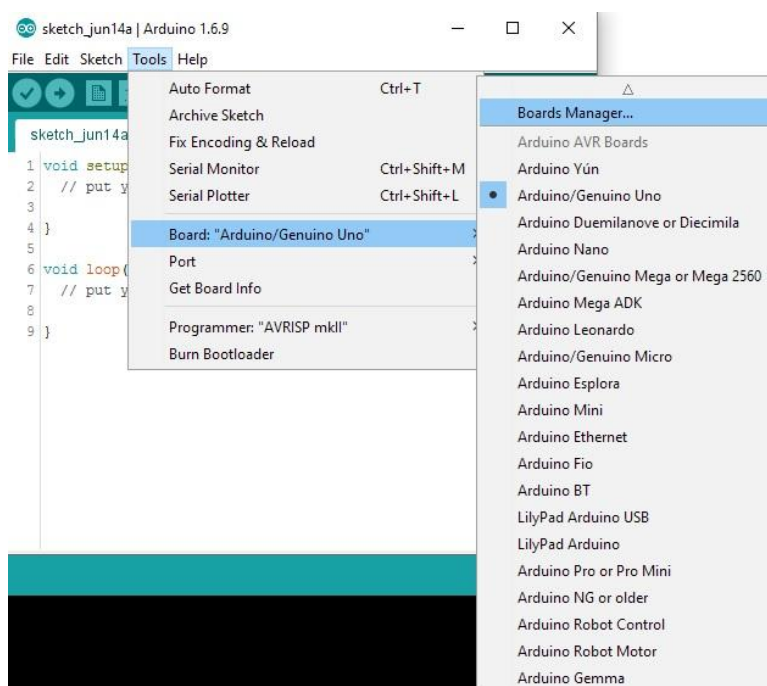 sketch_jun14a | Arduino 1.6.9
File Edit Sketch Tools Help
sketch_jun14a
1 void setup
2 // put y
3
4 }
5
6 void loop(
7 // put y
8
9 }
Auto Format Ctrl+T
Archive Sketch
Fix Encoding & Reload
Serial Monitor Ctrl+Shift+M
Serial Plotter Ctrl+Shift+L
Board: "Arduino/Genuino Uno"
Port
Get Board Info
Programmer: "AVRISP mkII"
Burn Bootloader
Boards Manager...
Arduino AVR Boards
Arduino Yún
Arduino/Genuino Uno
Arduino Duemilanove or Diecimila
Arduino Nano
Arduino/Genuino Mega or Mega 2560
Arduino Mega ADK
Arduino Leonardo
Arduino/Genuino Micro
Arduino Esplora
Arduino Mini
Arduino Ethernet
Arduino Fio
Arduino BT
LilyPad Arduino USB
LilyPad Arduino
Arduino Pro or Pro Mini
Arduino NG or older
Arduino Robot Control
Arduino Robot Motor
Arduino Gemma